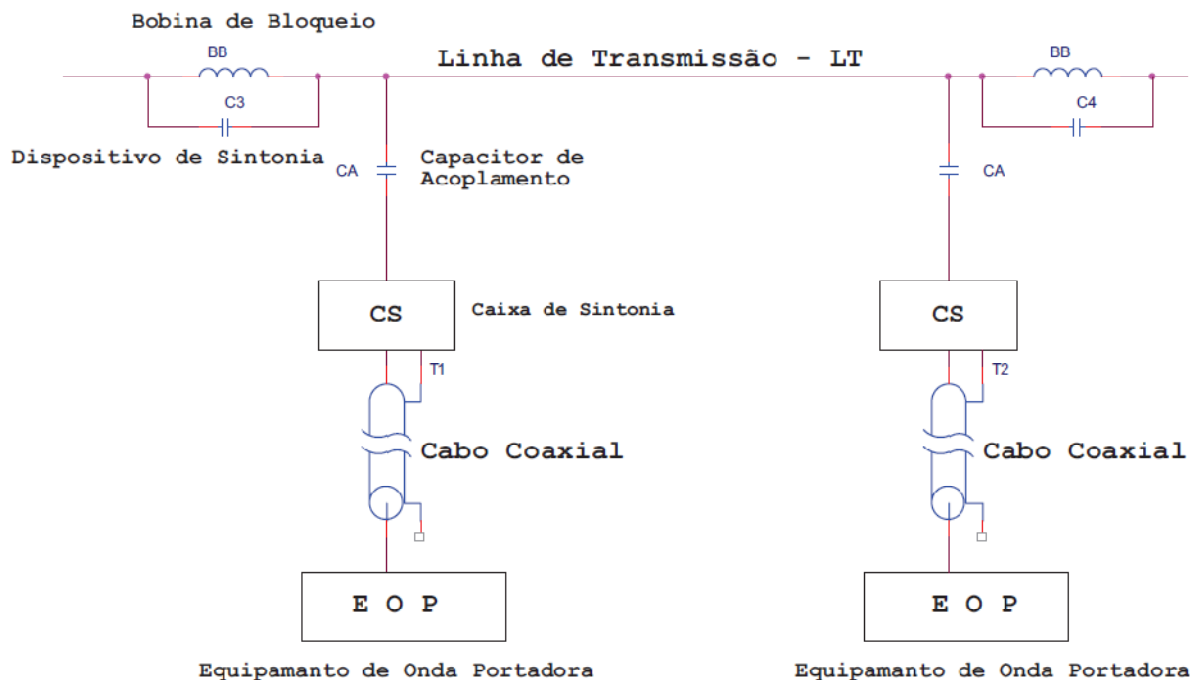 Bobina de Bloqueio
BB
Linha de Transmissão - LT
BB
C3
C4
Dispositivo de Sintonia
CA
Capacitor de
Acoplamento
CA
CS
Caixa de Sintonia
CS
T1
T2
Cabo Coaxial
Cabo Coaxial
E O P
E O P
Equipamanto de Onda Portadora
Equipamanto de Onda Portadora